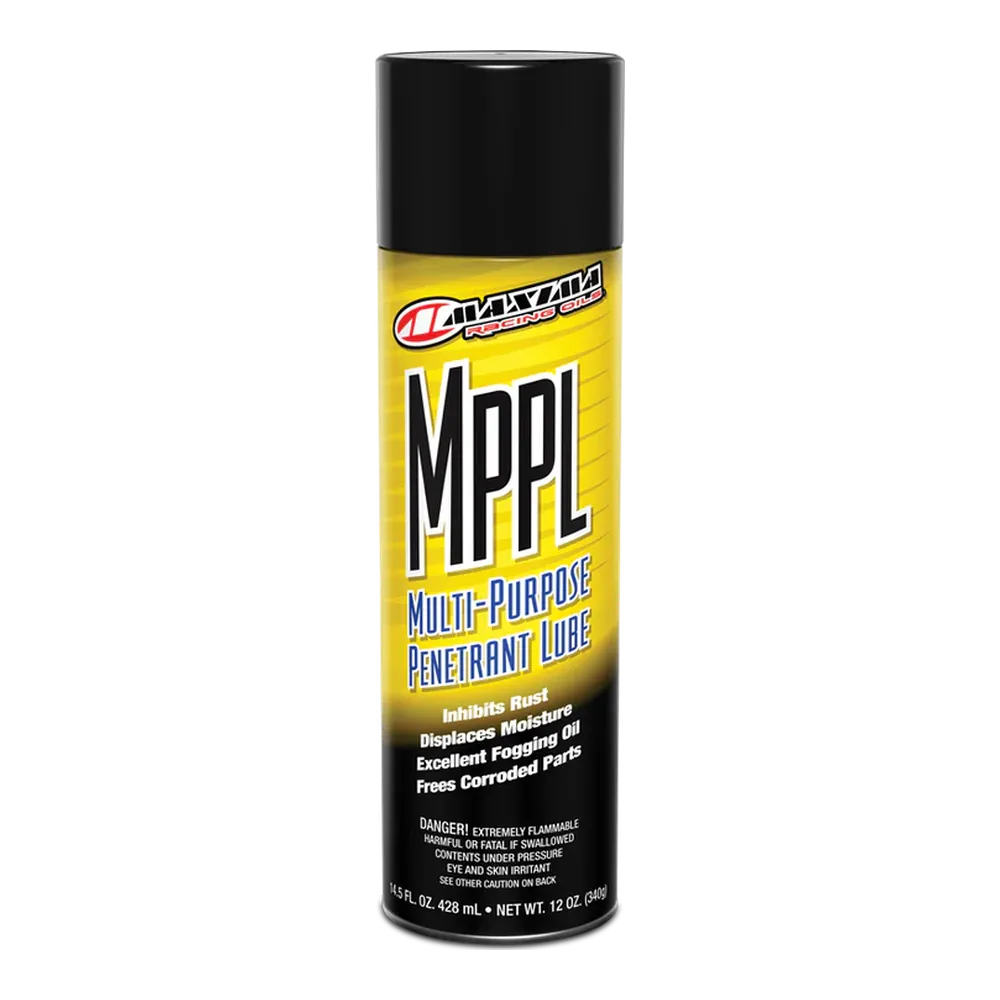 MAXIMA
RACING OILS
MPPL
MULTI-PURPOSE
PENETRANT LUBE
Inhibits Rust
Displaces Moisture
Excellent Fogging Oil
Frees Corroded Parts
DANGER! EXTREMELY FLAMMABLE
HARMFUL OR FATAL IF SWALLOWED
CONTENTS UNDER PRESSURE
EYE AND SKIN IRRITANT
SEE OTHER CAUTION ON BACK
14.5 FL. OZ. 428 mL • NET WT. 12 OZ. (340g)